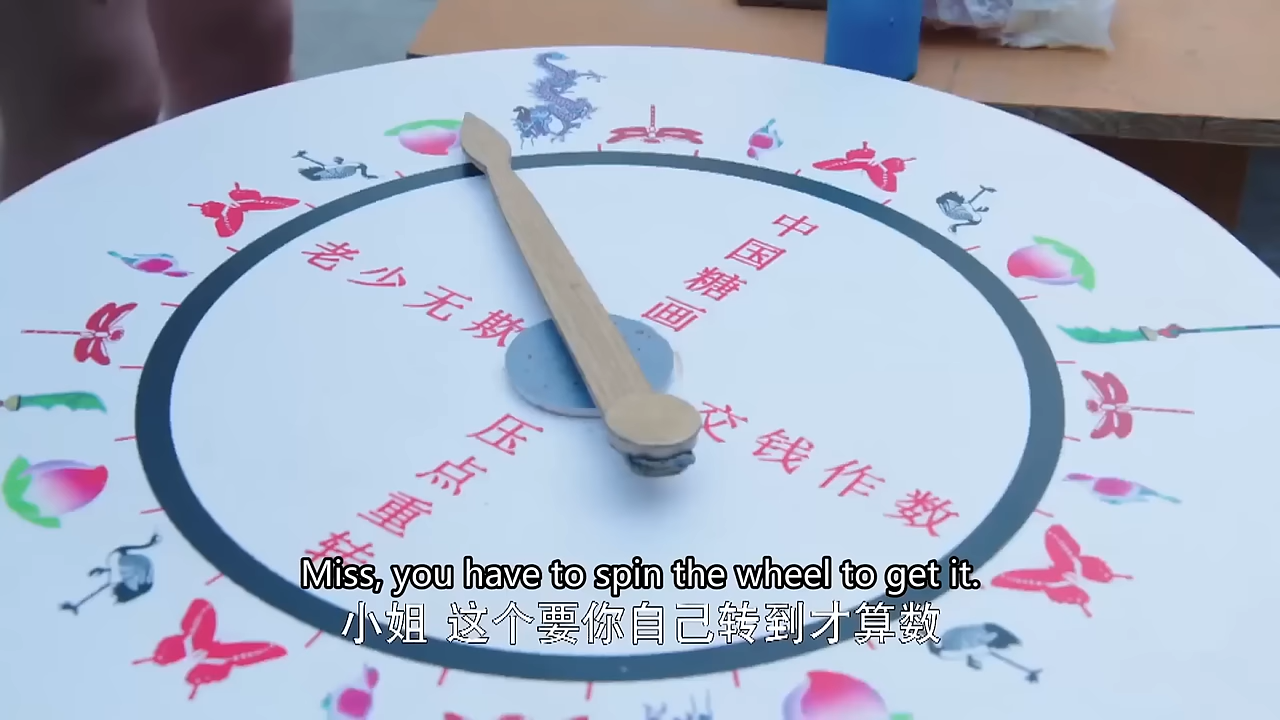 中国糖画
老少无欺
交钱作数
压点重转
Miss, you have to spin the wheel to get it.
小姐 这个要你自己转到才算数